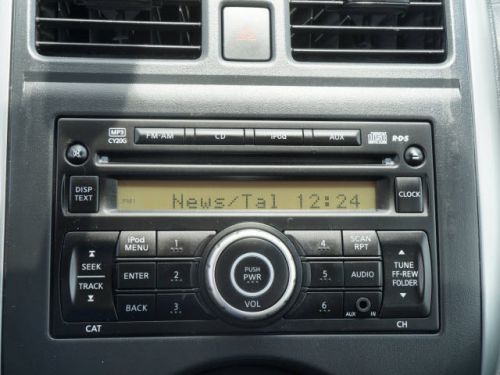 MP3
CY20G
FM·AM
CD
iPod
AUX
R·D·S
DISP
TEXT
FM1
News/Tal 12:24
CLOCK
SEEK
TRACK
CAT
iPod
MENU
ENTER
BACK
1
2
3
PUSH
PWR
VOL
4
5
6
SCAN
RPT
AUDIO
AUX IN
TUNE
FF·REW
FOLDER
CH